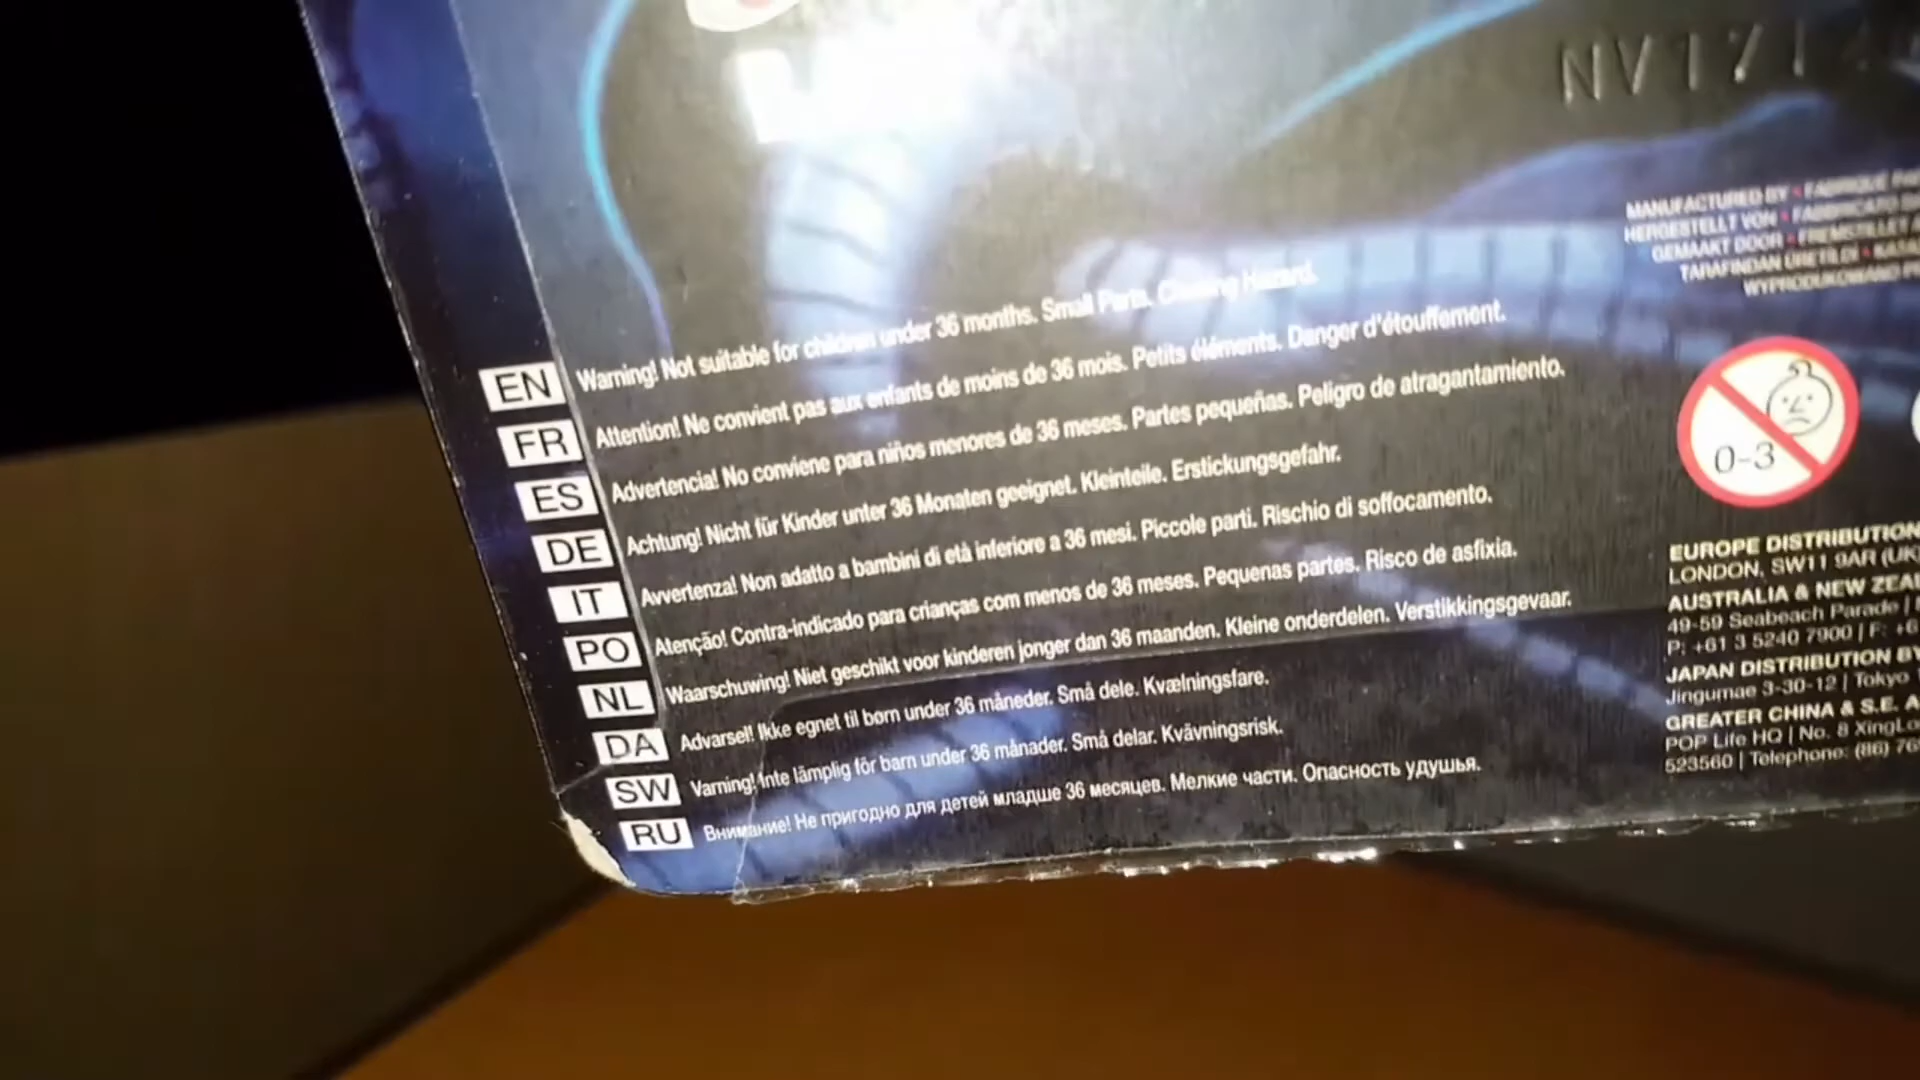 NV171
MANUFACTURED BY • FABRIQUÉ PAR
HERGESTELLT VON • FABBRICATO DA
GEMAAKT DOOR • FREMSTILLET A
TARAFINDAN ÜRETILDI •
WYPRODUKOWANO
EN Warning! Not suitable for children under 36 months. Small Parts. Choking Hazard.
FR Attention! Ne convient pas aux enfants de moins de 36 mois. Petits éléments. Danger d'étouffement.
ES Advertencia! No conviene para niños menores de 36 meses. Partes pequeñas. Peligro de atragantamiento.
DE Achtung! Nicht für Kinder unter 36 Monaten geeignet. Kleinteile. Erstickungsgefahr.
IT Avvertenza! Non adatto a bambini di età inferiore a 36 mesi. Piccole parti. Rischio di soffocamento.
PO Atenção! Contra-indicado para crianças com menos de 36 meses. Pequenas partes. Risco de asfixia.
NL Waarschuwing! Niet geschikt voor kinderen jonger dan 36 maanden. Kleine onderdelen. Verstikkingsgevaar.
DA Advarsel! Ikke egnet til børn under 36 måneder. Små dele. Kvælningsfare.
SW Varning! Inte lämplig för barn under 36 månader. Små delar. Kvävningsrisk.
RU Внимание! Не пригодно для детей младше 36 месяцев. Мелкие части. Опасность удушья.
0-3
EUROPE DISTRIBUTION
LONDON, SW11 9AR (UK
AUSTRALIA & NEW ZEA
49-59 Seabeach Parade |
P: +61 3 5240 7900 | F: +6
JAPAN DISTRIBUTION BY
Jingumae 3-30-12 | Tokyo
GREATER CHINA & S.E. A
POP Life HQ | No. 8 XingLo
523560 | Telephone: (86) 76